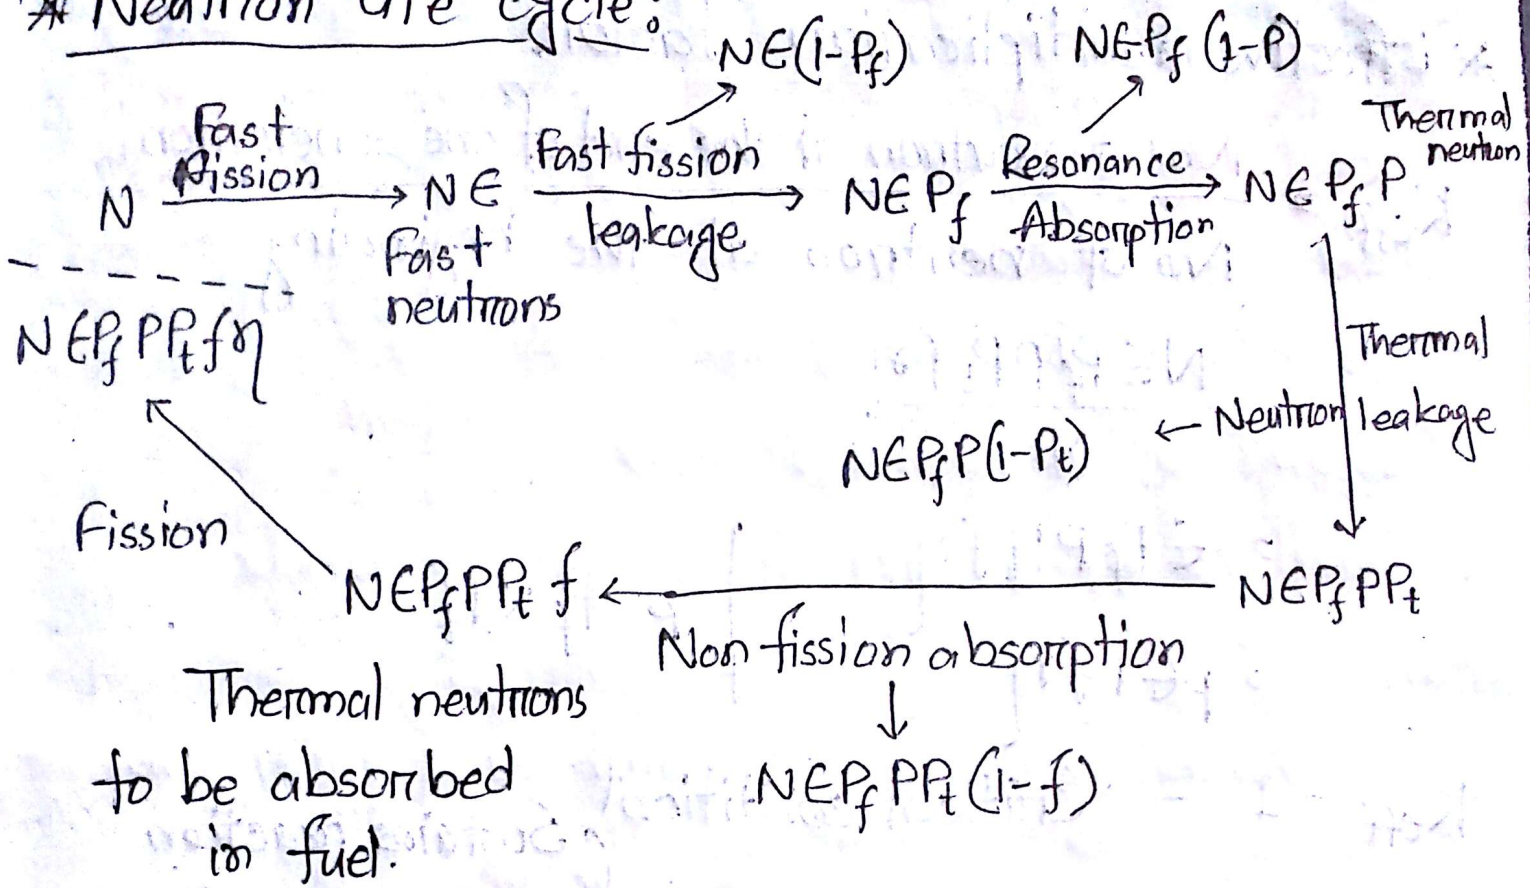 * Neutron life cycle:
NE(1-Pf)
NEPf (1-P)
Fast
fission
N → NE
Fast
neutrons
Fast fission
leakage
NEPf
Resonance
Absorption
NEPfP
Thermal
neutron
NEPfPPtfη
Thermal
Neutron leakage
NEPfP(1-Pt) ←
Fission
NEPfPPt f ← NEPfPPt
Non fission absorption
Thermal neutrons
to be absorbed
in fuel.
↓
NEPfPPt (1-f)